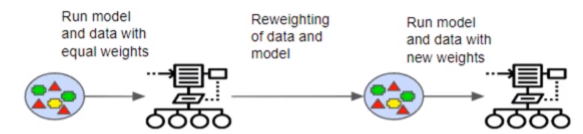 Run model
and data with
equal weights
Reweighting
of data and
model
Run model
and data with
new weights